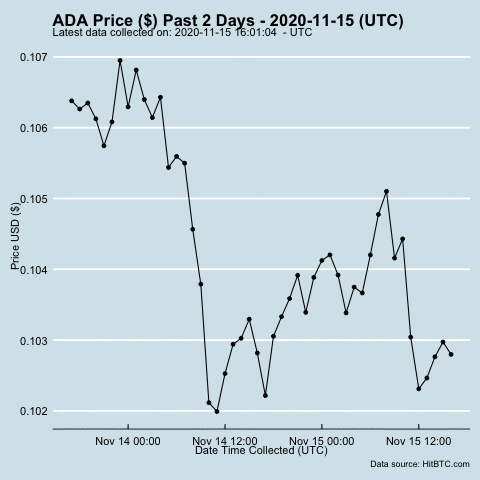 ADA Price ($) Past 2 Days - 2020-11-15 (UTC)
Latest data collected on: 2020-11-15 16:01:04  - UTC
0.107
0.106
0.105
0.104
0.103
0.102
Price USD ($)
Nov 14 00:00 Nov 14 12:00 Nov 15 00:00 Nov 15 12:00
Date Time Collected (UTC)
Data source: HitBTC.com